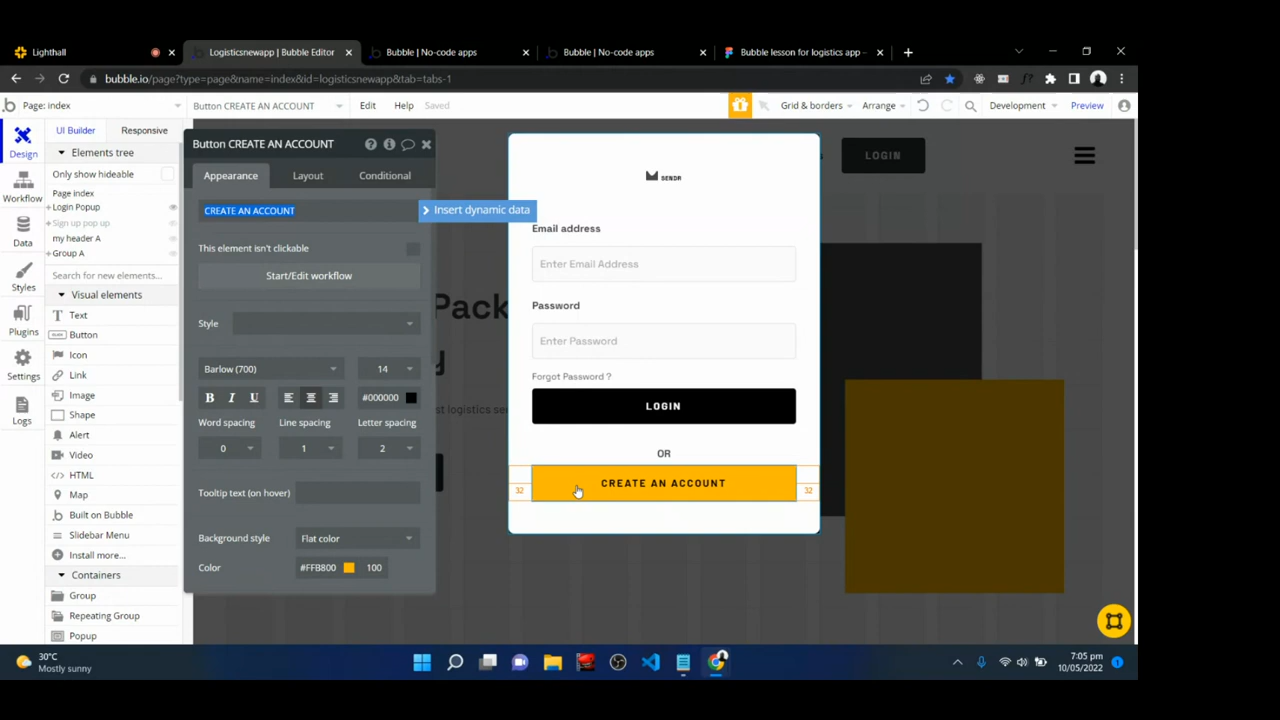 Lighthall
Logisticsnewapp | Bubble Editor
Bubble | No-code apps
Bubble | No-code apps
Bubble lesson for logistics app –
bubble.io/page?type=page&name=index&id=logisticsnewapp&tab=tabs-1
Page: index
Button CREATE AN ACCOUNT
Edit
Help
Saved
Grid & borders
Arrange
Development
Preview
Design
Workflow
Data
Styles
Plugins
Settings
Logs
UI Builder
Responsive
Elements tree
Only show hideable
Page index
Login Popup
Sign up pop up
my header A
Group A
Search for new elements...
Visual elements
Text
Button
Icon
Link
Image
Shape
Alert
Video
HTML
Map
Built on Bubble
Slidebar Menu
Install more...
Containers
Group
Repeating Group
Popup
Button CREATE AN ACCOUNT
Appearance
Layout
Conditional
CREATE AN ACCOUNT
Insert dynamic data
This element isn't clickable
Start/Edit workflow
Style
Barlow (700)
14
B I U
#000000
Word spacing
Line spacing
Letter spacing
0
1
2
Tooltip text (on hover)
Background style
Flat color
Color
#FFB800
100
SENDR
Email address
Enter Email Address
Password
Enter Password
Forgot Password ?
LOGIN
OR
32
CREATE AN ACCOUNT
32
LOGIN
30°C
Mostly sunny
7:05 pm
10/05/2022
1